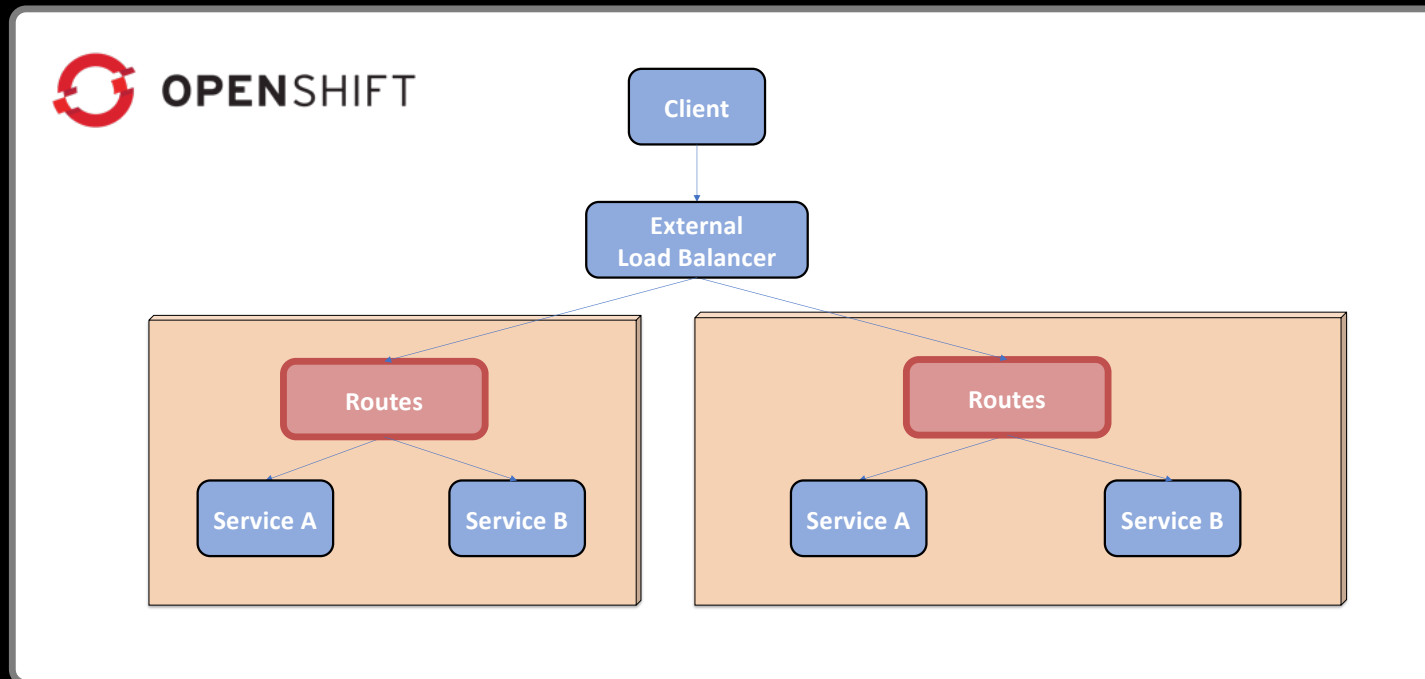 OPENSHIFT
Client
External
Load Balancer
Routes
Routes
Service A
Service B
Service A
Service B